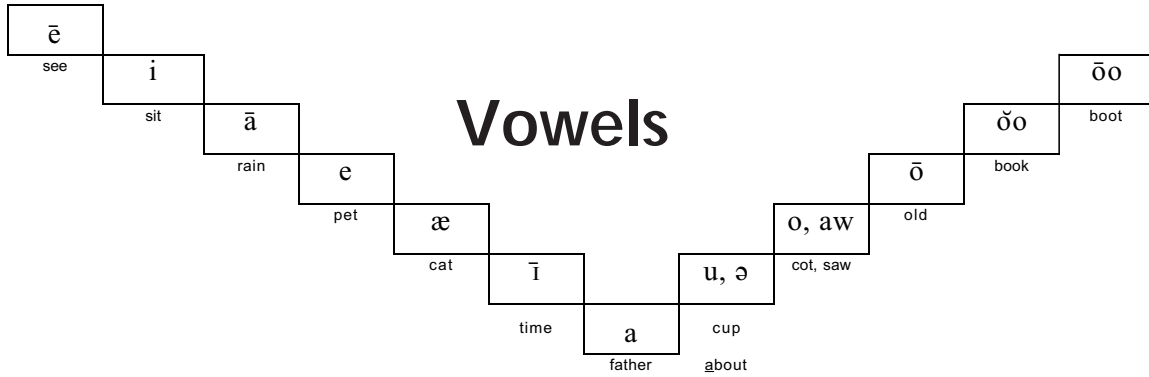 ē
see
i
sit
ā
rain
e
pet
æ
cat
ī
time
a
father
Vowels
u, ə
cup
about
o, aw
cot, saw
ō
old
ŏo
book
ōo
boot